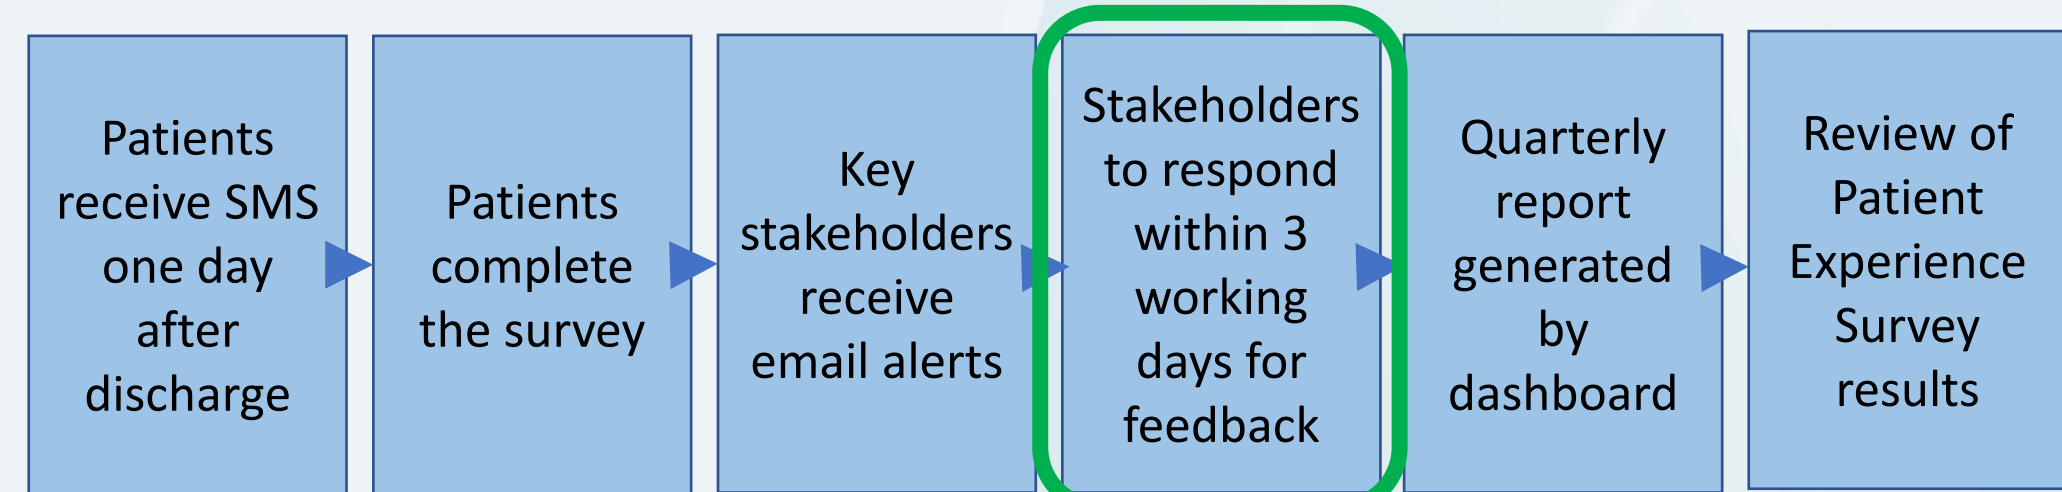 Patients
receive SMS
one day
after
discharge
Patients
complete
the survey
Key
stakeholders
receive
email alerts
Stakeholders
to respond
within 3
working
days for
feedback
Quarterly
report
generated
by
dashboard
Review of
Patient
Experience
Survey
results